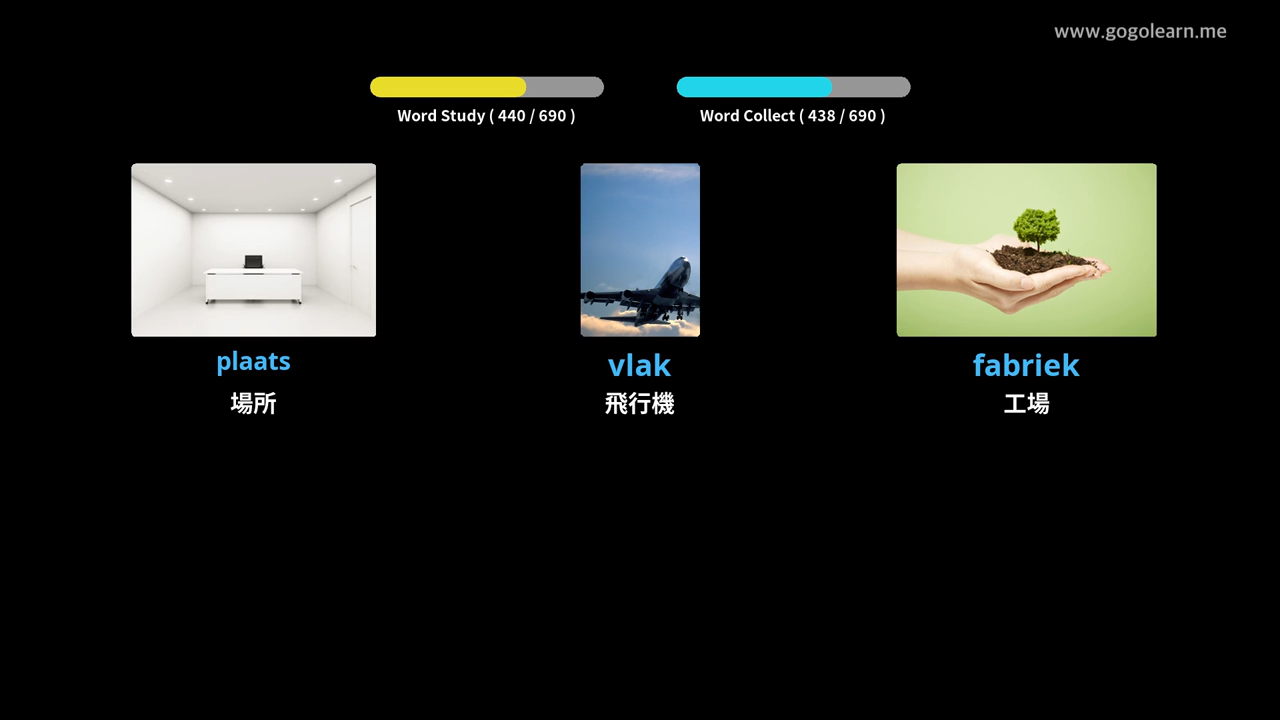 www.gogolearn.me
Word Study ( 440 / 690 )
Word Collect ( 438 / 690 )
plaats
場所
vlak
飛行機
fabriek
工場